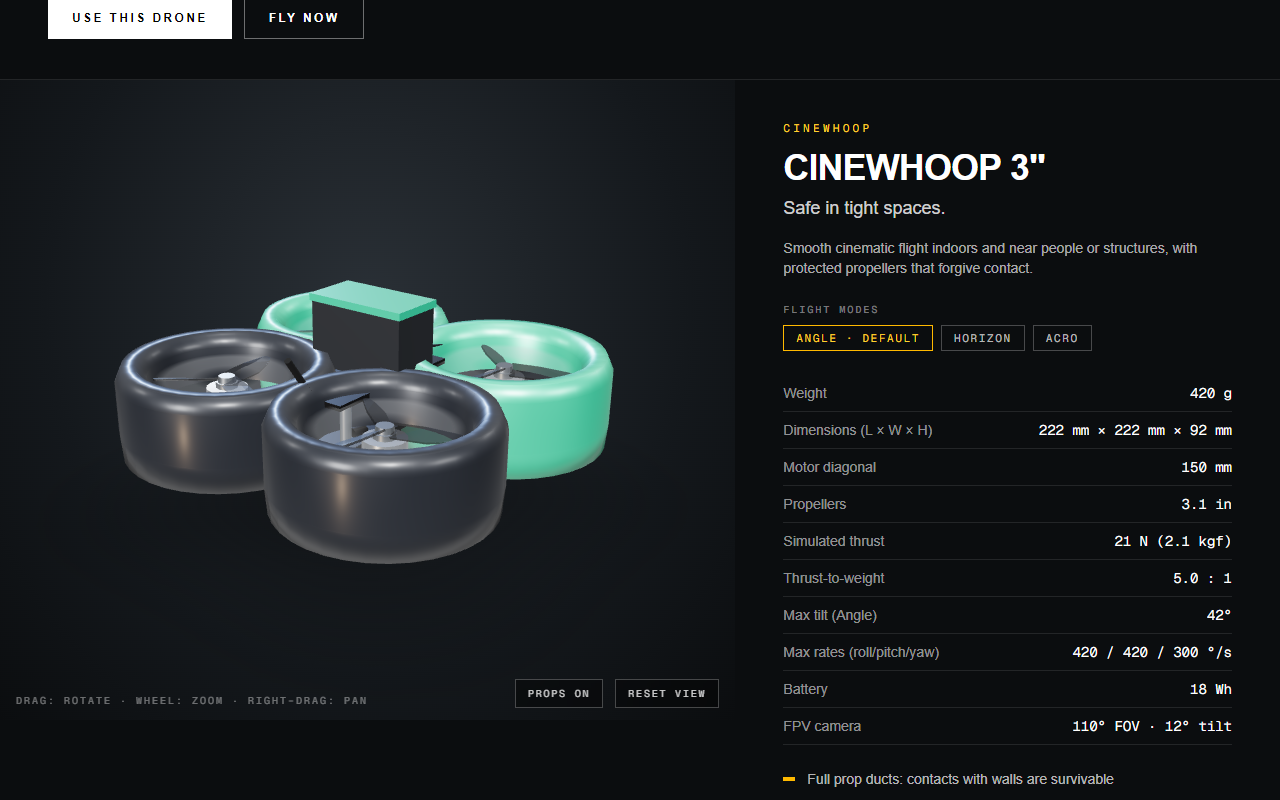 USE THIS DRONE
FLY NOW
CINEWHOOP
CINEWHOOP 3"
Safe in tight spaces.
Smooth cinematic flight indoors and near people or structures, with
protected propellers that forgive contact.
FLIGHT MODES
ANGLE · DEFAULT
HORIZON
ACRO
Weight 420 g
Dimensions (L × W × H) 222 mm × 222 mm × 92 mm
Motor diagonal 150 mm
Propellers 3.1 in
Simulated thrust 21 N (2.1 kgf)
Thrust-to-weight 5.0 : 1
Max tilt (Angle) 42°
Max rates (roll/pitch/yaw) 420 / 420 / 300 °/s
Battery 18 Wh
FPV camera 110° FOV · 12° tilt
Full prop ducts: contacts with walls are survivable
DRAG: ROTATE · WHEEL: ZOOM · RIGHT-DRAG: PAN
PROPS ON
RESET VIEW